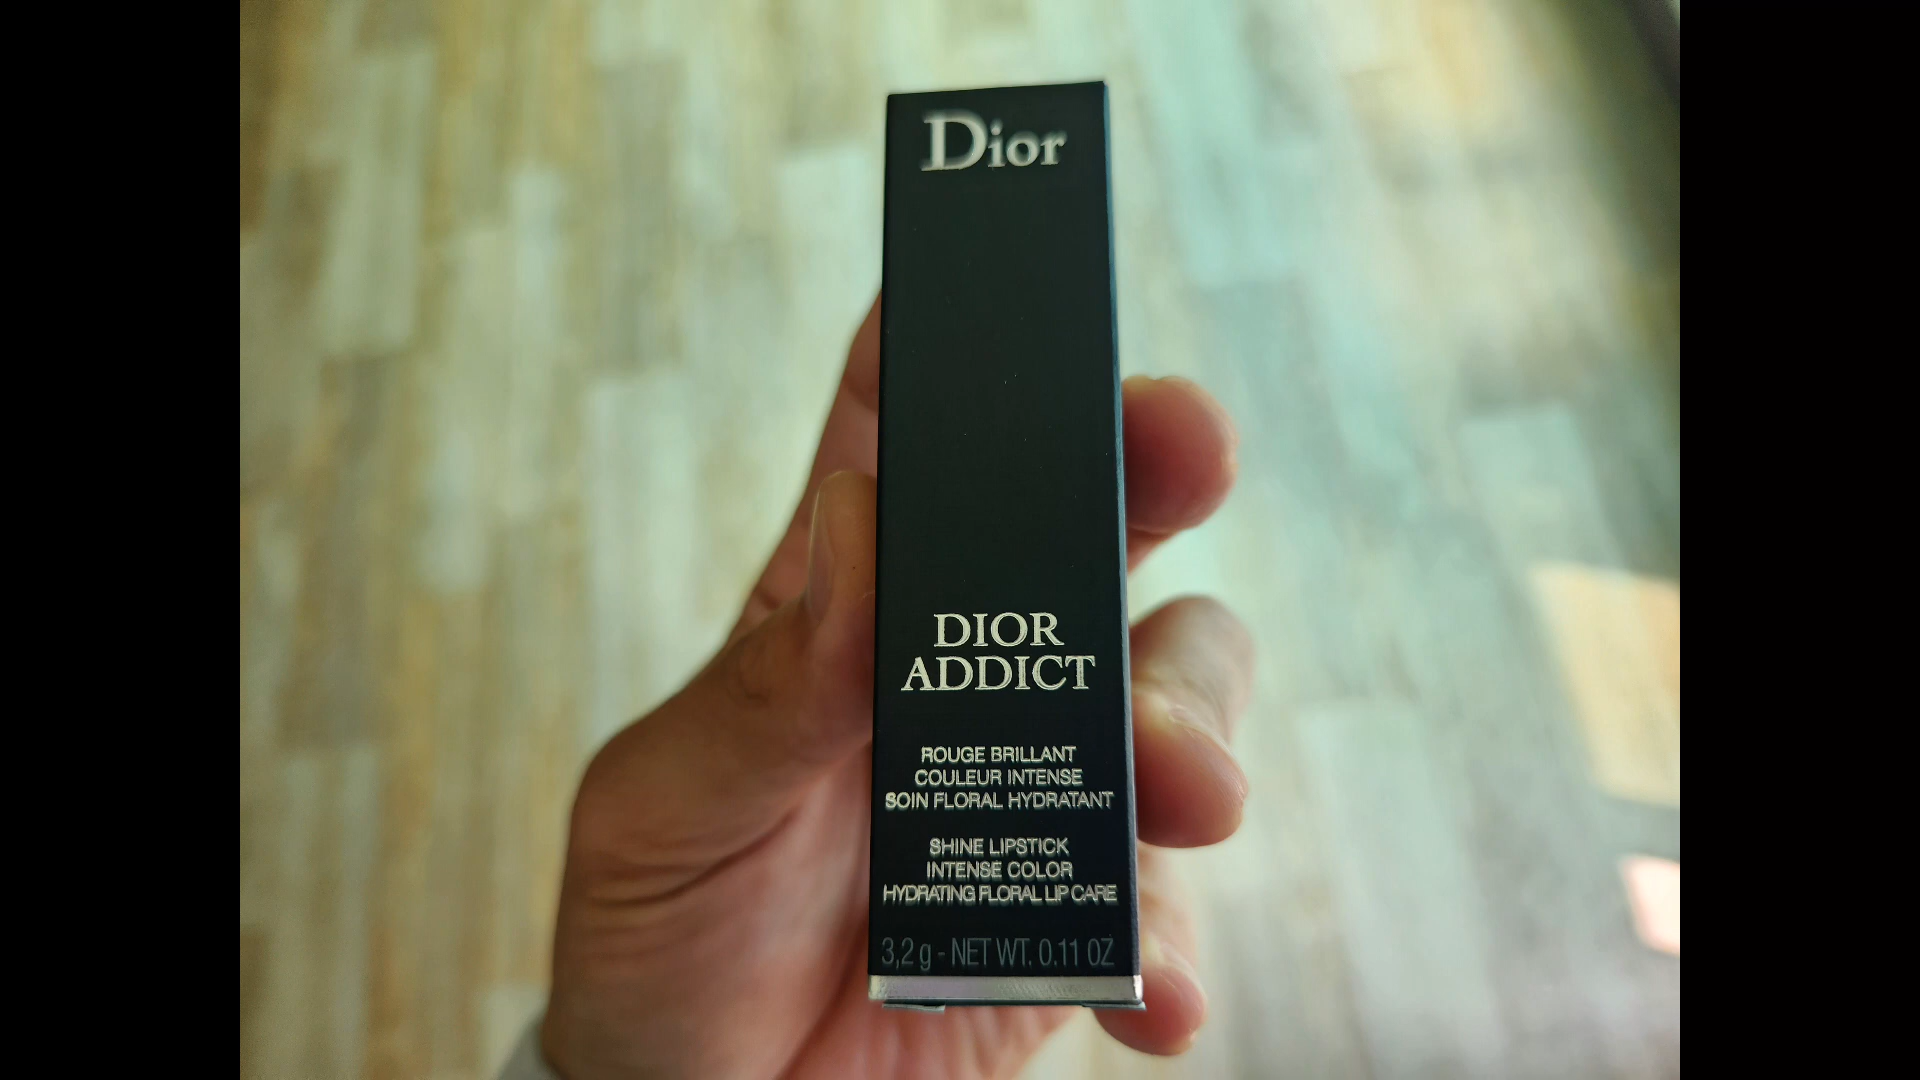 Dior
DIOR
ADDICT
ROUGE BRILLANT
COULEUR INTENSE
SOIN FLORAL HYDRATANT
SHINE LIPSTICK
INTENSE COLOR
HYDRATING FLORAL LIP CARE
3,2 g - NET WT. 0.11 OZ